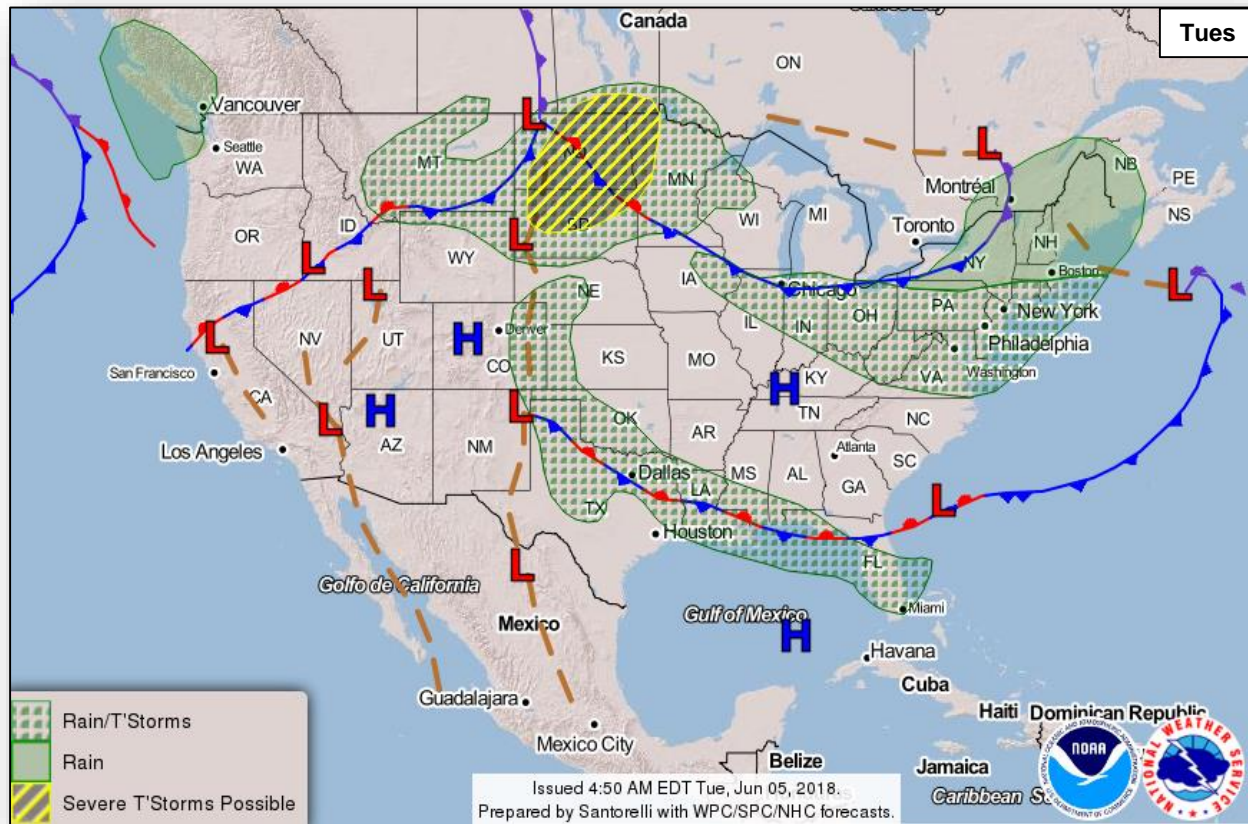 Canada
James Bay
Tues
ON
Vancouver
Seattle
WA
MT
ND
MN
NB
PE
Montréal
NS
ID
WI
MI
OR
Toronto
NH
SD
WY
NY
L
Boston
IA
NE
Chicago
PA
New York
NV
UT
Denver
IL
IN
OH
H
CO
KS
MO
Philadelphia
San Francisco
KY
VA
Washington
CA
TN
NC
AZ
NM
OK
AR
Los Angeles
Atlanta
SC
Dallas
MS
AL
GA
LA
TX
Houston
FL
Golfo de California
Mexico
Gulf of Mexico
Miami
Havana
Guadalajara
Cuba
Mexico City
Haiti
Dominican Republic
Belize
Jamaica
Caribbean
Rain/T'Storms
Rain
Severe T'Storms Possible
Issued 4:50 AM EDT Tue, Jun 05, 2018.
Prepared by Santorelli with WPC/SPC/NHC forecasts.
NOAA
NATIONAL WEATHER SERVICE